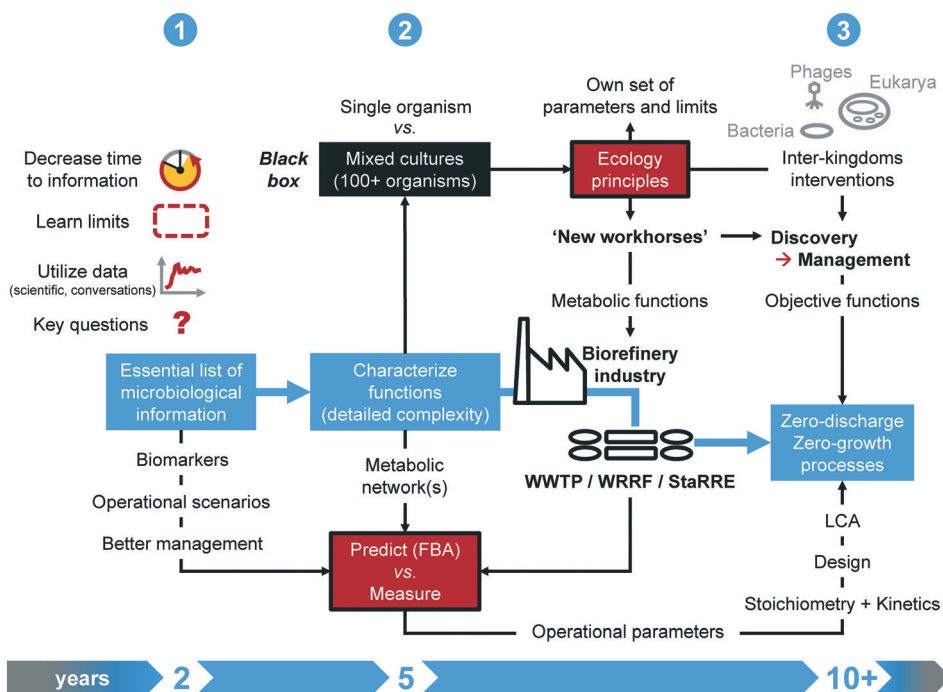 1
2
3
Decrease time
to information
Learn limits
Utilize data
(scientific, conversations)
Key questions
?
Essential list of
microbiological
information
Biomarkers
Operational scenarios
Better management
Single organism
vs.
Black
box
Mixed cultures
(100+ organisms)
Characterize
functions
(detailed complexity)
Metabolic
network(s)
Predict (FBA)
vs.
Measure
Own set of
parameters and limits
Ecology
principles
‘New workhorses’
Metabolic functions
Biorefinery
industry
WWTP / WRRF / StaRRE
Operational parameters
Phages
Eukarya
Bacteria
Inter-kingdoms
interventions
Discovery
→ Management
Objective functions
Zero-discharge
Zero-growth
processes
LCA
Design
Stoichiometry + Kinetics
years
2
5
10+